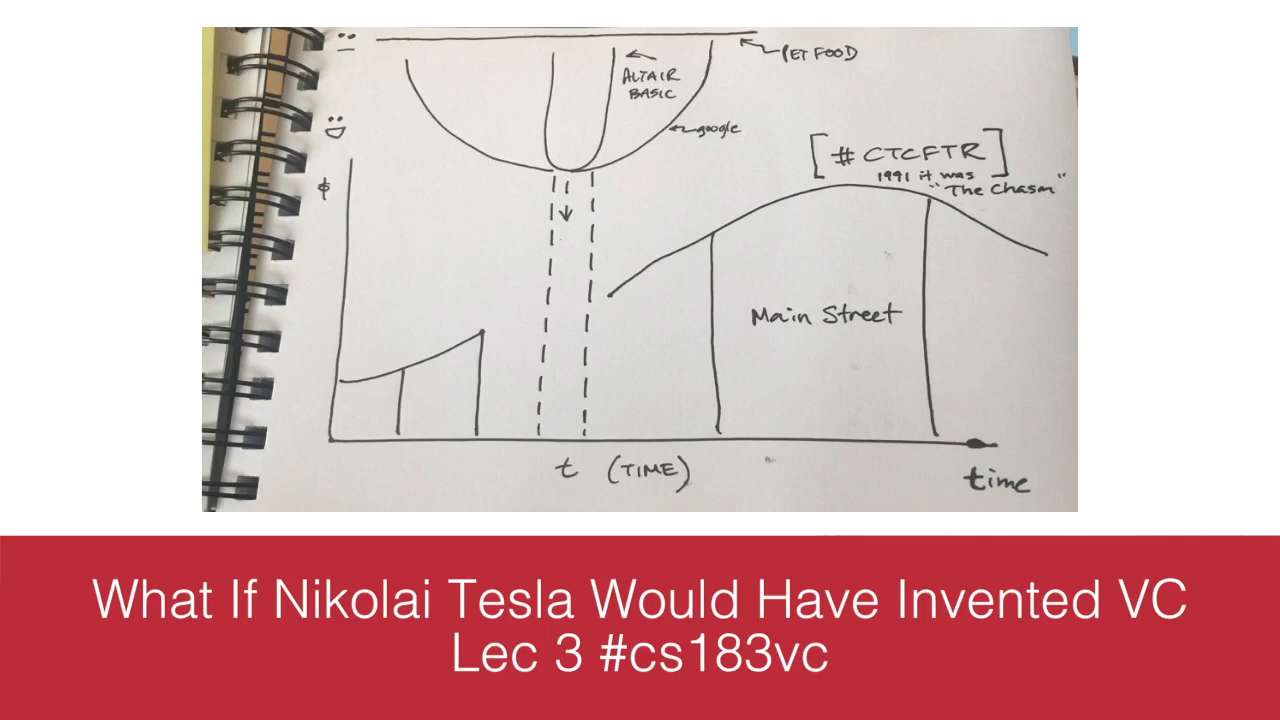 PET FOOD
ALTAIR
BASIC
google
[# CTCFTR]
1991 it was
"The Chasm"
$
Main Street
t (TIME)
time
What If Nikolai Tesla Would Have Invented VC
Lec 3 #cs183vc